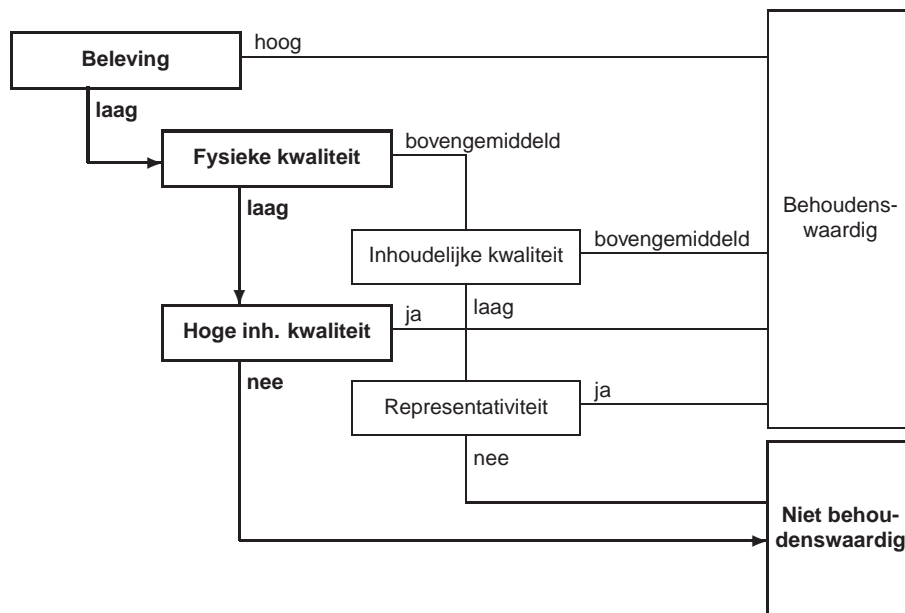 hoog
Beleving
laag
bovengemiddeld
Fysieke kwaliteit
laag
Behoudens-
waardig
bovengemiddeld
Inhoudelijke kwaliteit
laag
ja
Hoge inh. kwaliteit
nee
ja
Representativiteit
nee
Niet behou-
denswaardig